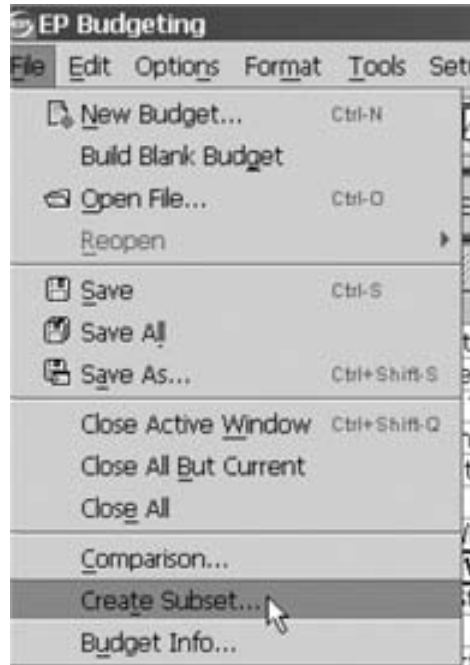 EP Budgeting
File Edit Options Format Tools Setu
New Budget... Ctrl-N
Build Blank Budget
Open File... Ctrl-O
Reopen
Save Ctrl-S
Save All
Save As... Ctrl+Shift-S
Close Active Window Ctrl+Shift-Q
Close All But Current
Close All
Comparison...
Create Subset...
Budget Info...